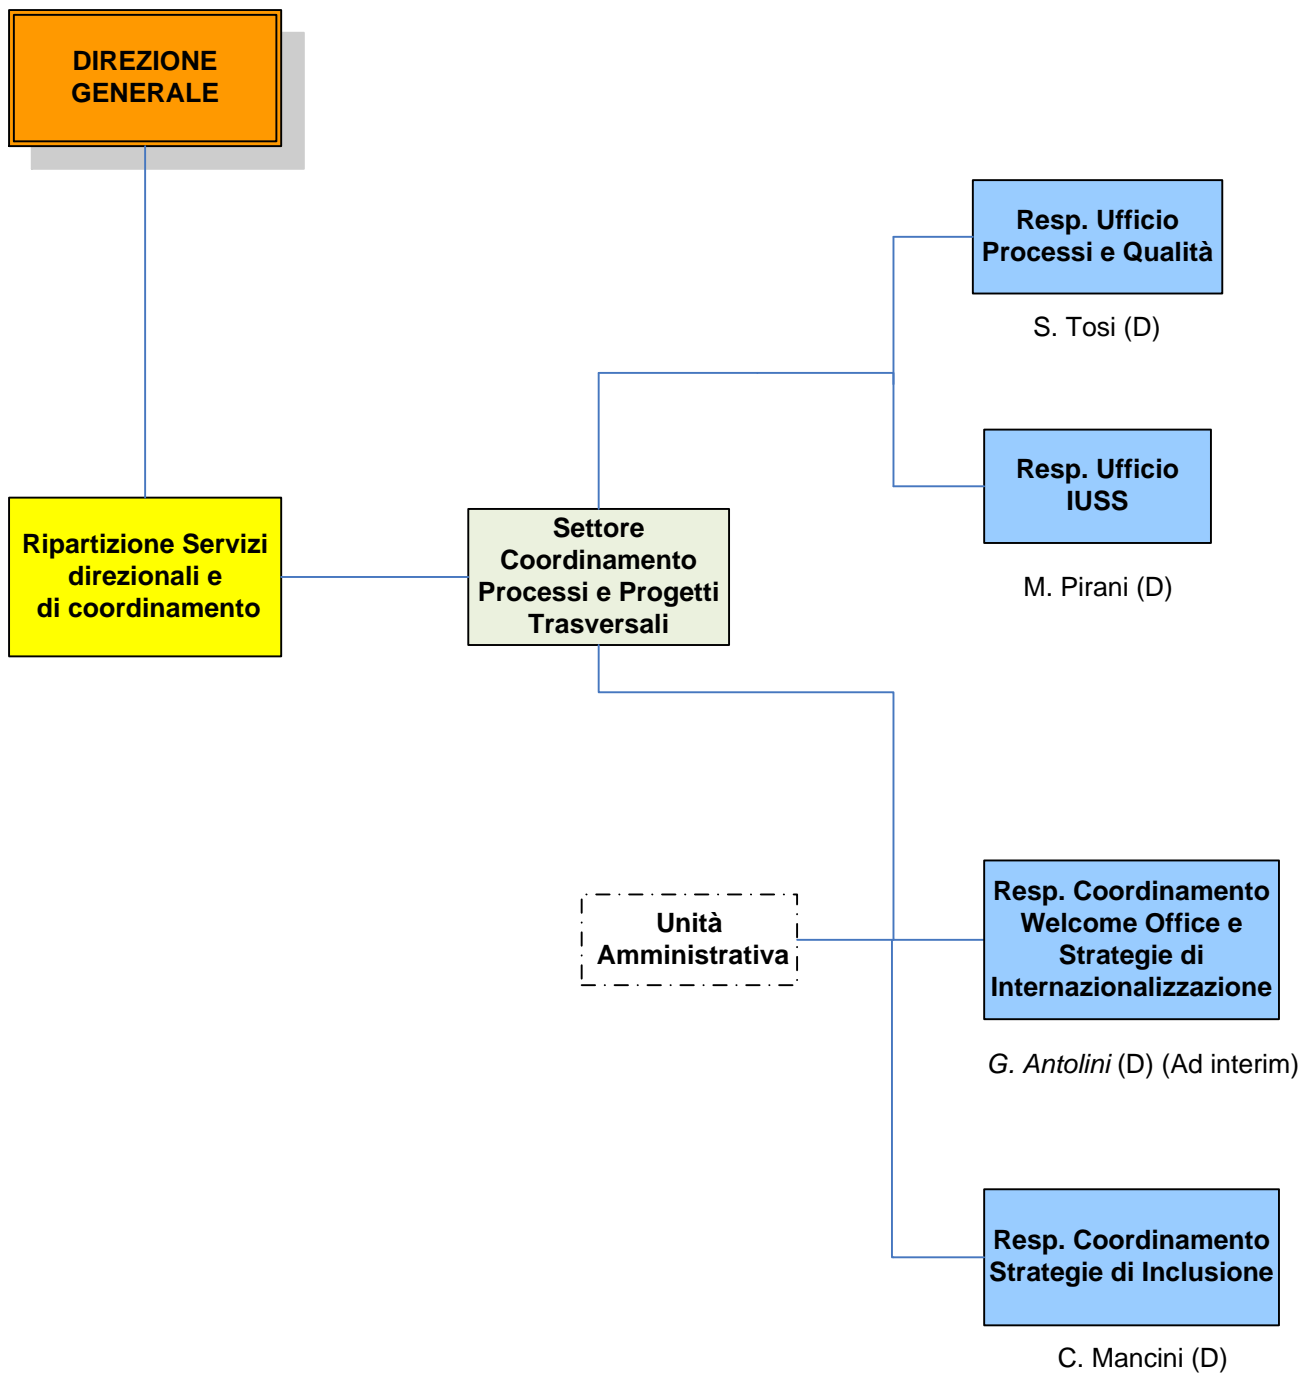 DIREZIONE
GENERALE
Resp. Ufficio
Processi e Qualità
S. Tosi (D)
Resp. Ufficio
IUSS
M. Pirani (D)
Ripartizione Servizi
direzionali e
di coordinamento
Settore
Coordinamento
Processi e Progetti
Trasversali
Unità
Amministrativa
Resp. Coordinamento
Welcome Office e
Strategie di
Internazionalizzazione
G. Antolini (D) (Ad interim)
Resp. Coordinamento
Strategie di Inclusione
C. Mancini (D)